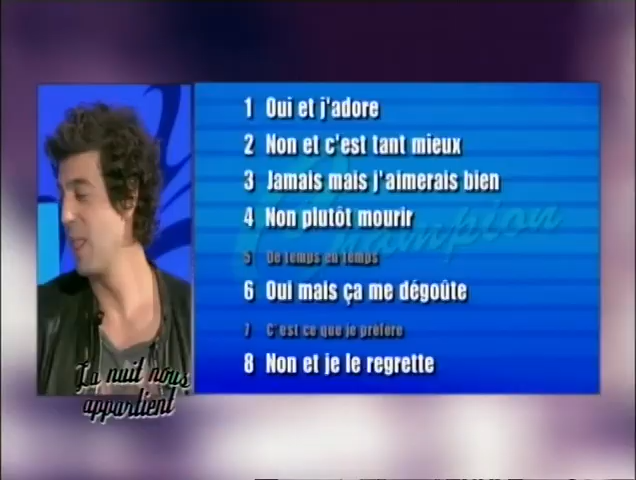 1 Oui et j'adore
2 Non et c'est tant mieux
3 Jamais mais j'aimerais bien
4 Non plutôt mourir
5 De temps en temps
6 Oui mais ça me dégoûte
7 C'est ce que je préfère
8 Non et je le regrette
Champion
La nuit nous
appartient